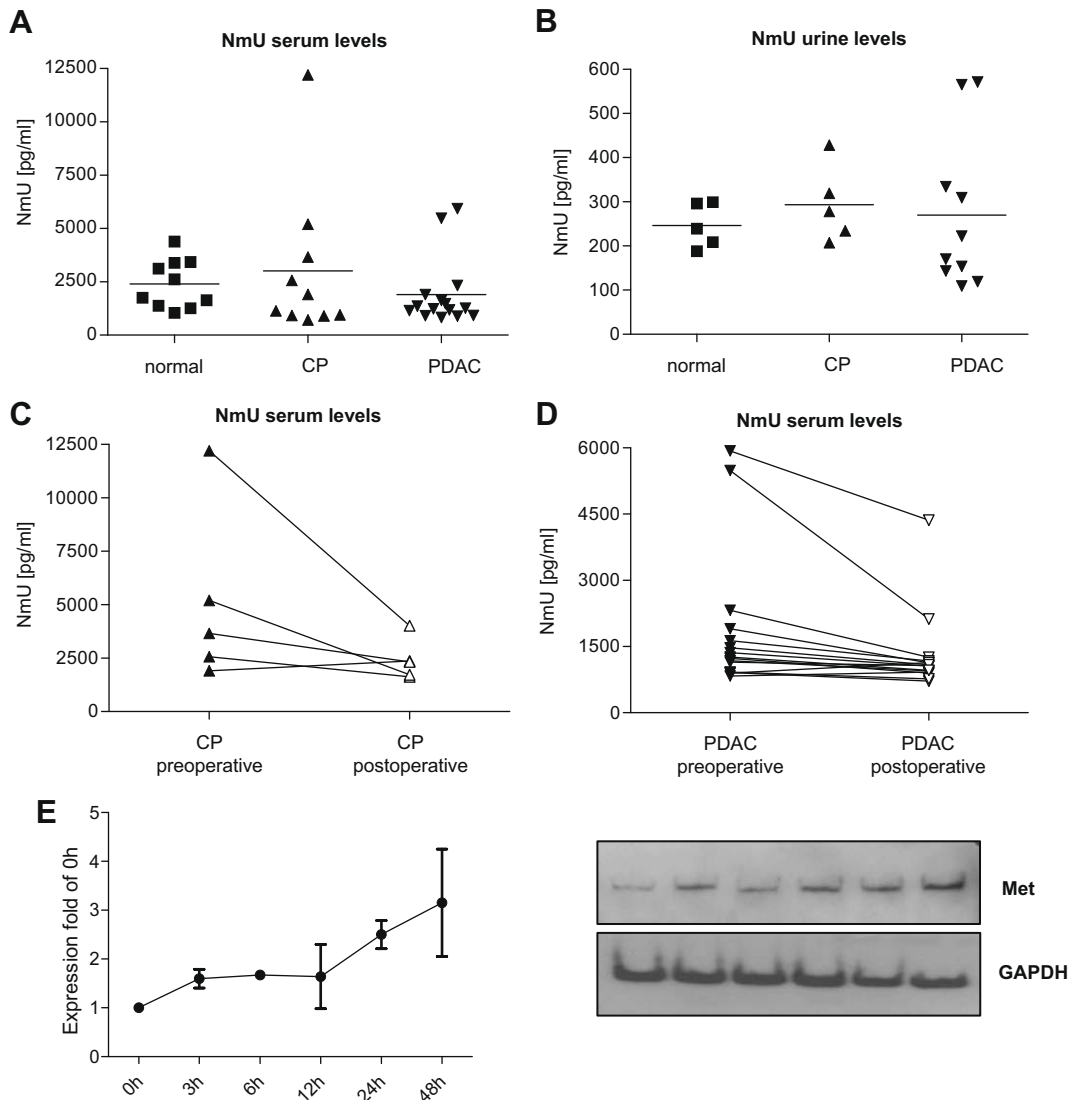 A
NmU serum levels
NmU [pg/ml]
12500
10000
7500
5000
2500
0
normal
CP
PDAC
B
NmU urine levels
NmU [pg/ml]
600
500
400
300
200
100
0
normal
CP
PDAC
C
NmU serum levels
NmU [pg/ml]
12500
10000
7500
5000
2500
0
CP
preoperative
CP
postoperative
D
NmU serum levels
NmU [pg/ml]
6000
4500
3000
1500
0
PDAC
preoperative
PDAC
postoperative
E
Expression fold of 0h
5
4
3
2
1
0
0h
3h
6h
12h
24h
48h
Met
GAPDH